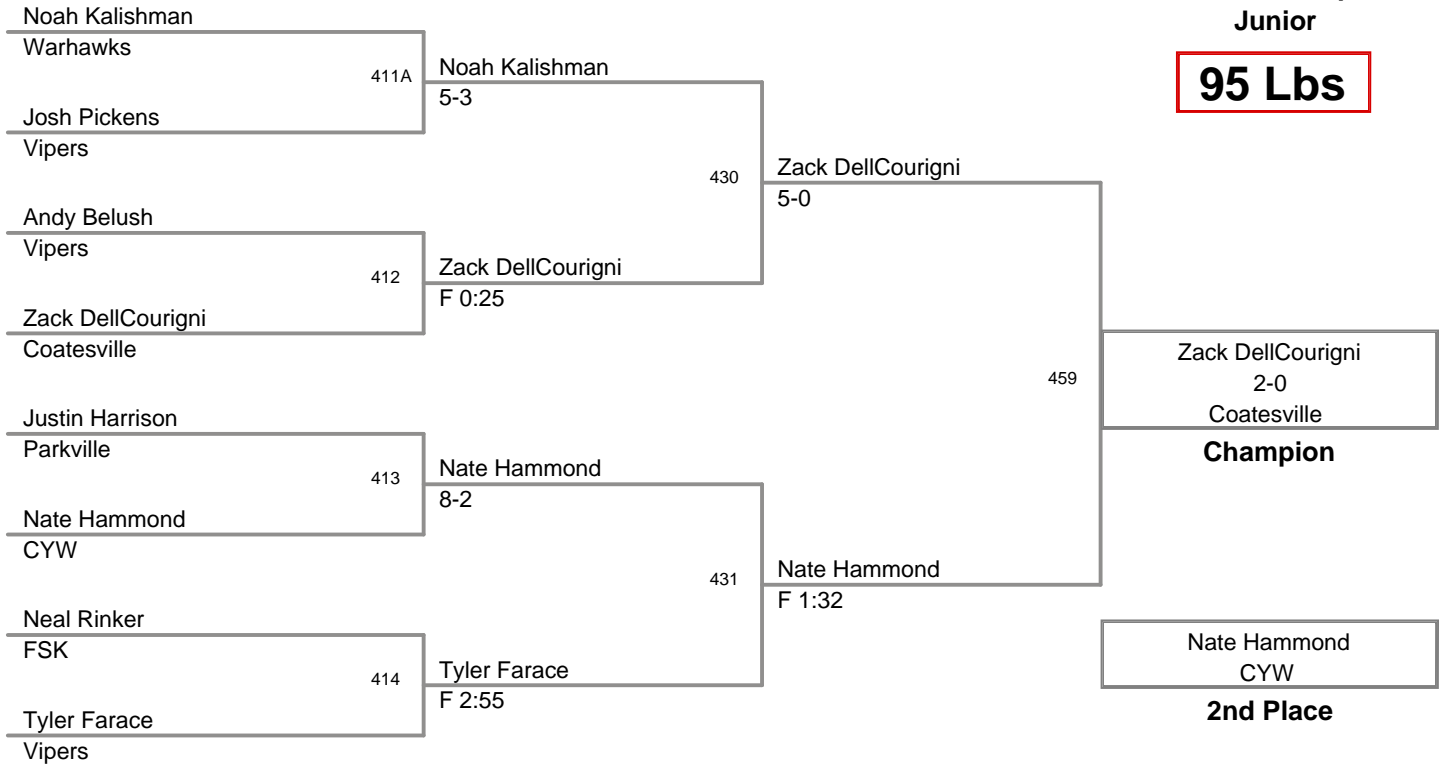 Junior
95 Lbs
Noah Kalishman
Warhawks
411A
Josh Pickens
Vipers
Noah Kalishman
5-3
Andy Belush
Vipers
412
Zack DellCourigni
Coatesville
Zack DellCourigni
F 0:25
430
Zack DellCourigni
5-0
Justin Harrison
Parkville
413
Nate Hammond
CYW
Nate Hammond
8-2
Neal Rinker
FSK
414
Tyler Farace
Vipers
Tyler Farace
F 2:55
431
Nate Hammond
F 1:32
459
Zack DellCourigni
2-0
Coatesville
Champion
Nate Hammond
CYW
2nd Place